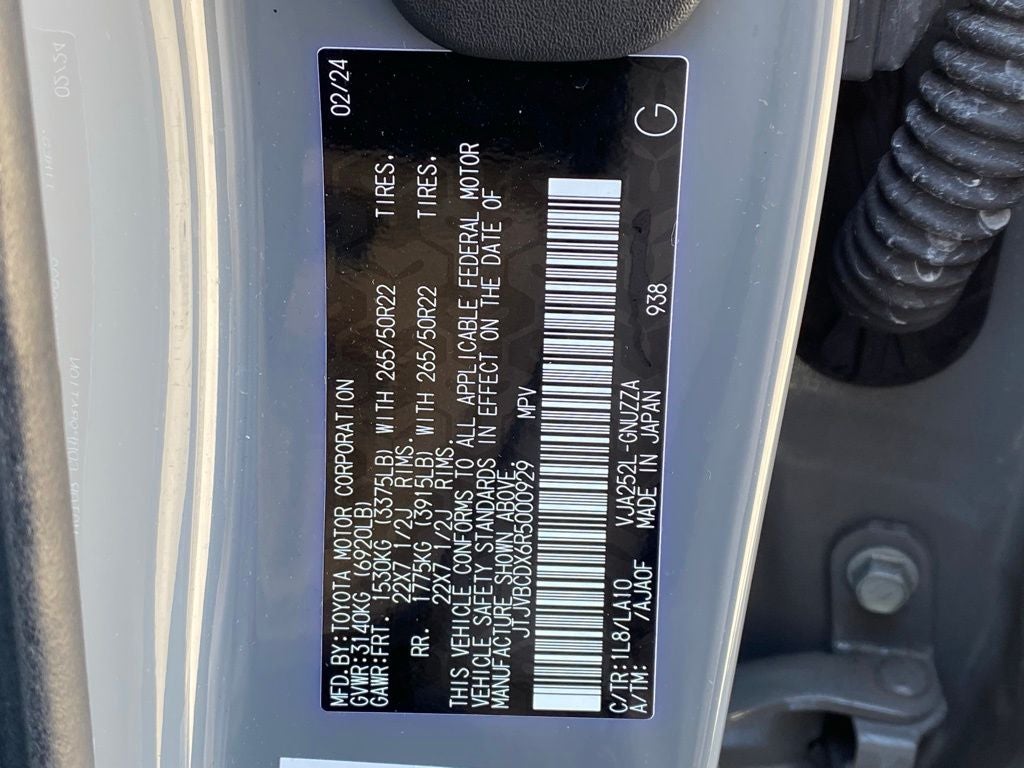 MFD.BY:TOYOTA MOTOR CORPORATION 02/24
GVWR:3140KG (6920LB)
GAWR:FRT. 1530KG (3375LB) WITH 265/50R22 TIRES.
22X7 1/2J RIMS.
RR. 1775KG (3915LB) WITH 265/50R22 TIRES.
22X7 1/2J RIMS.
THIS VEHICLE CONFORMS TO ALL APPLICABLE FEDERAL MOTOR
VEHICLE SAFETY STANDARDS IN EFFECT ON THE DATE OF
MANUFACTURE SHOWN ABOVE.
JTJVBCDX6R5000929. MPV
C/TR:1L8/LA10 VJA252L-GNUZZA 938
A/TM: /AJA0F MADE IN JAPAN
G